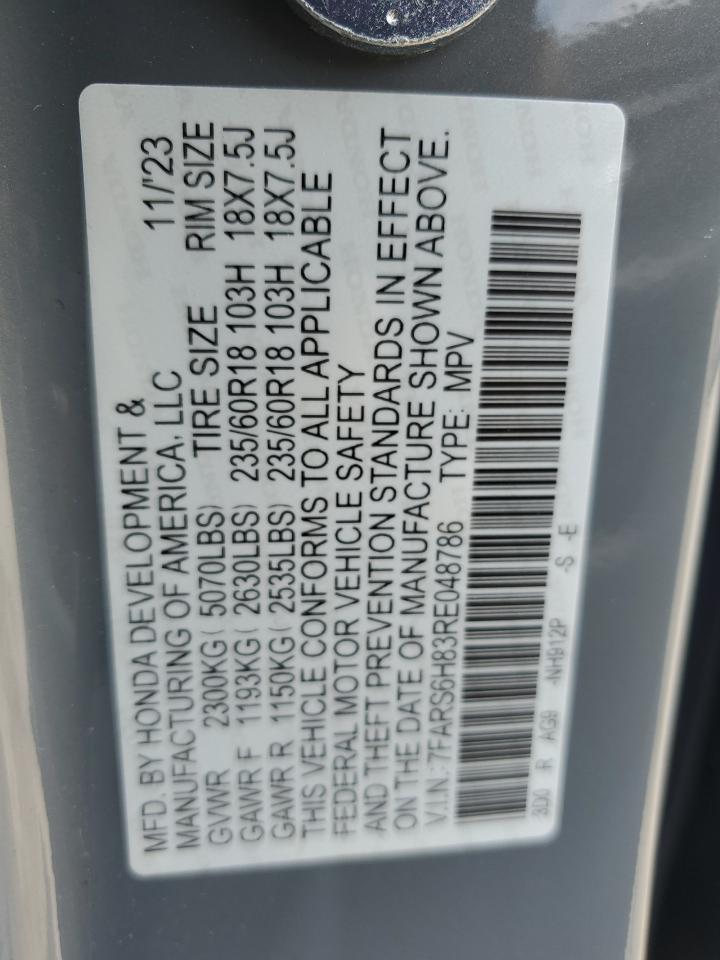 MFD. BY HONDA DEVELOPMENT & 11/'23
MANUFACTURING OF AMERICA, LLC
GVWR 2300KG( 5070LBS) TIRE SIZE RIM SIZE
GAWR F 1193KG( 2630LBS) 235/60R18 103H 18X7.5J
GAWR R 1150KG( 2535LBS) 235/60R18 103H 18X7.5J
THIS VEHICLE CONFORMS TO ALL APPLICABLE
FEDERAL MOTOR VEHICLE SAFETY
AND THEFT PREVENTION STANDARDS IN EFFECT
ON THE DATE OF MANUFACTURE SHOWN ABOVE.
V.I.N.:7FARS6H83RE048786 TYPE: MPV
3D0 R AG9 -NH912P -S -E